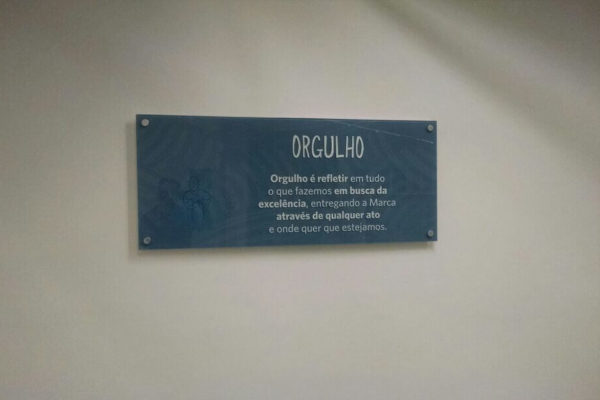 ORGULHO
Orgulho é refletir em tudo
o que fazemos em busca da
excelência, entregando a Marca
através de qualquer ato
e onde quer que estejamos.